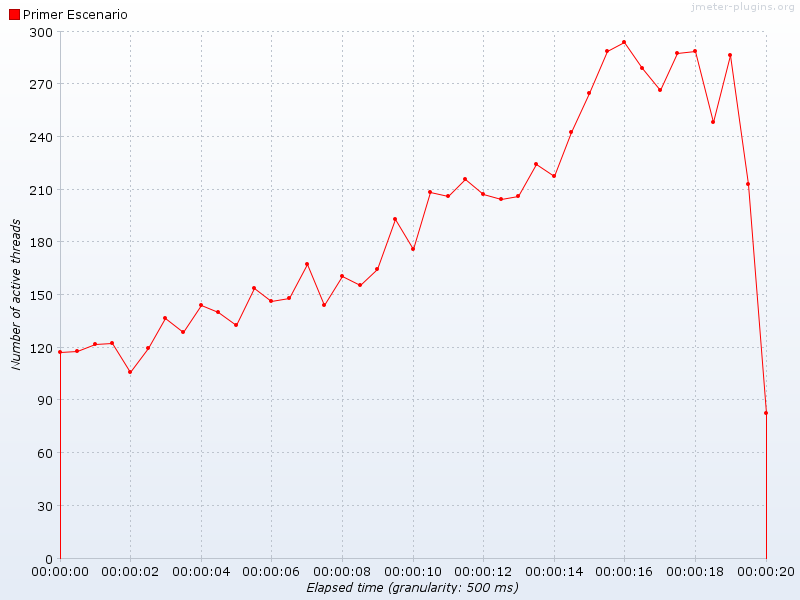 jmeter-plugins.org
Primer Escenario
300
270
240
210
180
150
120
90
60
30
0
Number of active threads
00:00:00 00:00:02 00:00:04 00:00:06 00:00:08 00:00:10 00:00:12 00:00:14 00:00:16 00:00:18 00:00:20
Elapsed time (granularity: 500 ms)